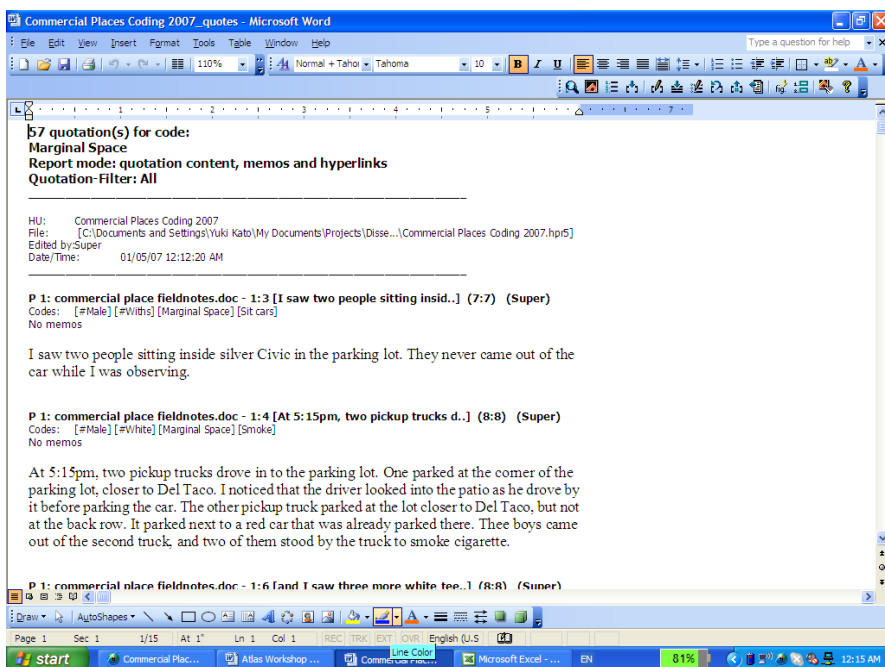 Commercial Places Coding 2007_quotes - Microsoft Word
File Edit View Insert Format Tools Table Window Help Type a question for help
110% Normal + Tahor Tahoma 10 B I U
1 2 3 4 5 7
57 quotation(s) for code:
Marginal Space
Report mode: quotation content, memos and hyperlinks
Quotation-Filter: All
HU: Commercial Places Coding 2007
File: [C:\Documents and Settings\Yuki Kato\My Documents\Projects\Disse...\Commercial Places Coding 2007.hpr5]
Edited by:Super
Date/Time: 01/05/07 12:12:20 AM
P 1: commercial place fieldnotes.doc - 1:3 [I saw two people sitting insid..] (7:7) (Super)
Codes: [#Male] [#Withs] [Marginal Space] [Sit cars]
No memos
I saw two people sitting inside silver Civic in the parking lot. They never came out of the
car while I was observing.
P 1: commercial place fieldnotes.doc - 1:4 [At 5:15pm, two pickup trucks d..] (8:8) (Super)
Codes: [#Male] [#White] [Marginal Space] [Smoke]
No memos
At 5:15pm, two pickup trucks drove in to the parking lot. One parked at the corner of the
parking lot, closer to Del Taco. I noticed that the driver looked into the patio as he drove by
it before parking the car. The other pickup truck parked at the lot closer to Del Taco, but not
at the back row. It parked next to a red car that was already parked there. Thee boys came
out of the second truck, and two of them stood by the truck to smoke cigarette.
P 1: commercial place fieldnotes.doc - 1:6 [and I saw three more white tee..] (8:8) (Super)
Draw AutoShapes
Page 1 Sec 1 1/15 At 1" Ln 1 Col 1 REC TRK EXT OVR English (U.S
Line Color
start Commercial Plac... Atlas Workshop ... Commercial Plac... Microsoft Excel - ... EN 81% 12:15 AM